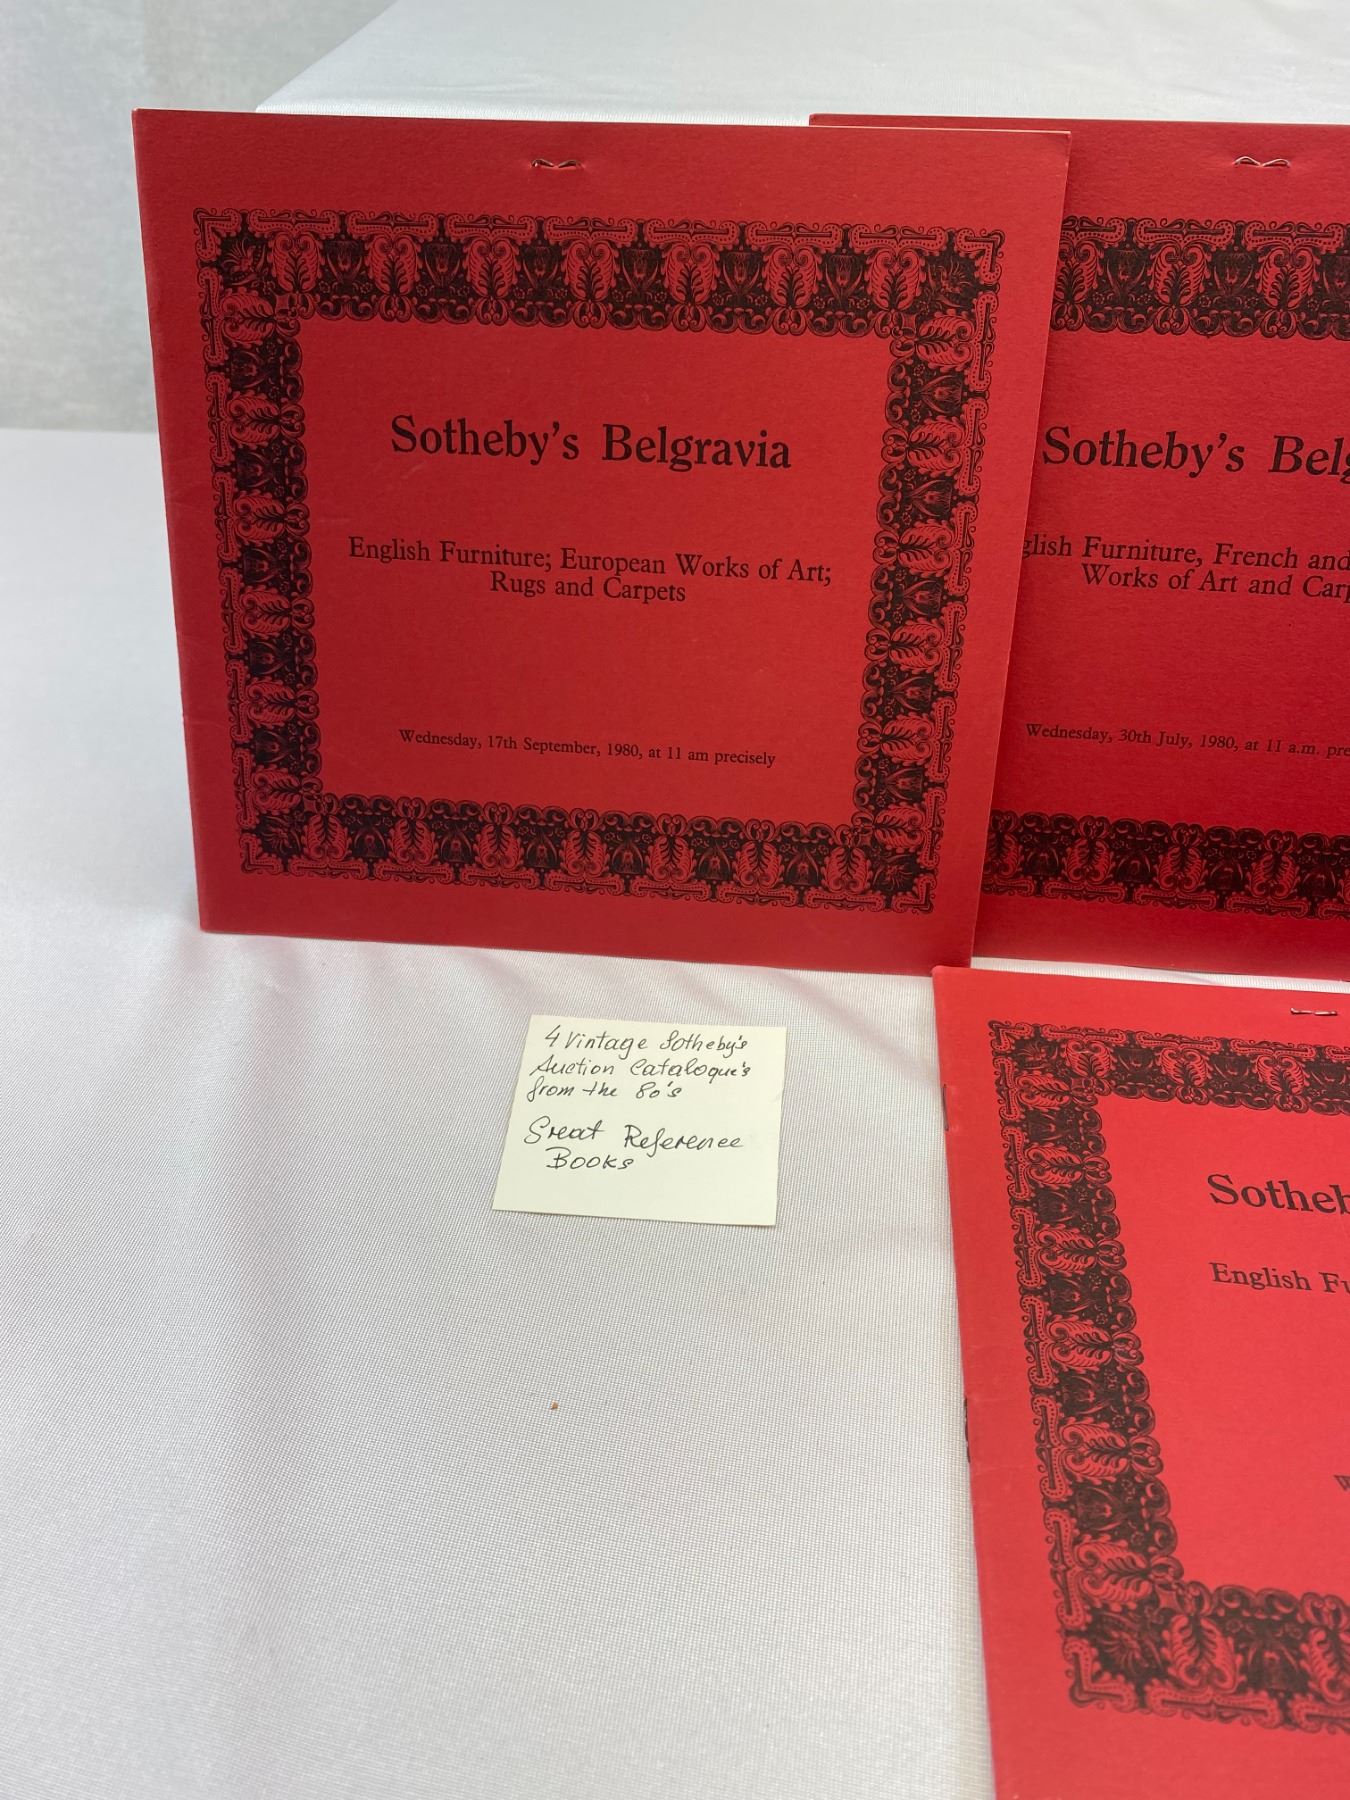 Sotheby's Belgravia
English Furniture; European Works of Art;
Rugs and Carpets
Wednesday, 17th September, 1980, at 11 am precisely
Sotheby's Belg
glish Furniture, French and
Works of Art and Carp
Wednesday, 30th July, 1980, at 11 a.m. pre
4 Vintage Sotheby's
Auction Catalogue's
from the 80's
Great Reference
Books
Sotheb
English Fu
W